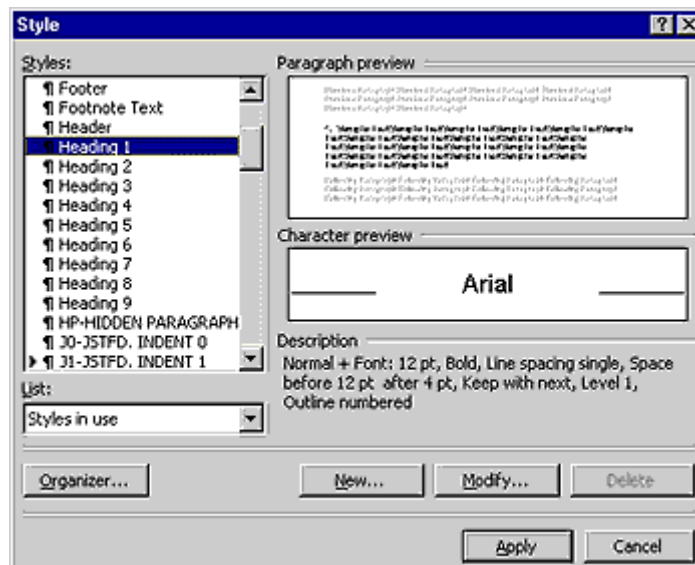 Style
Styles:
¶ Footer
¶ Footnote Text
¶ Header
¶ Heading 1
¶ Heading 2
¶ Heading 3
¶ Heading 4
¶ Heading 5
¶ Heading 6
¶ Heading 7
¶ Heading 8
¶ Heading 9
¶ HP-HIDDEN PARAGRAPH
¶ J0-JSTFD. INDENT 0
¶ J1-JSTFD. INDENT 1
List:
Styles in use
Paragraph preview
Character preview
Arial
Description
Normal + Font: 12 pt, Bold, Line spacing single, Space
before 12 pt after 4 pt, Keep with next, Level 1,
Outline numbered
Organizer...
New...
Modify...
Delete
Apply
Cancel